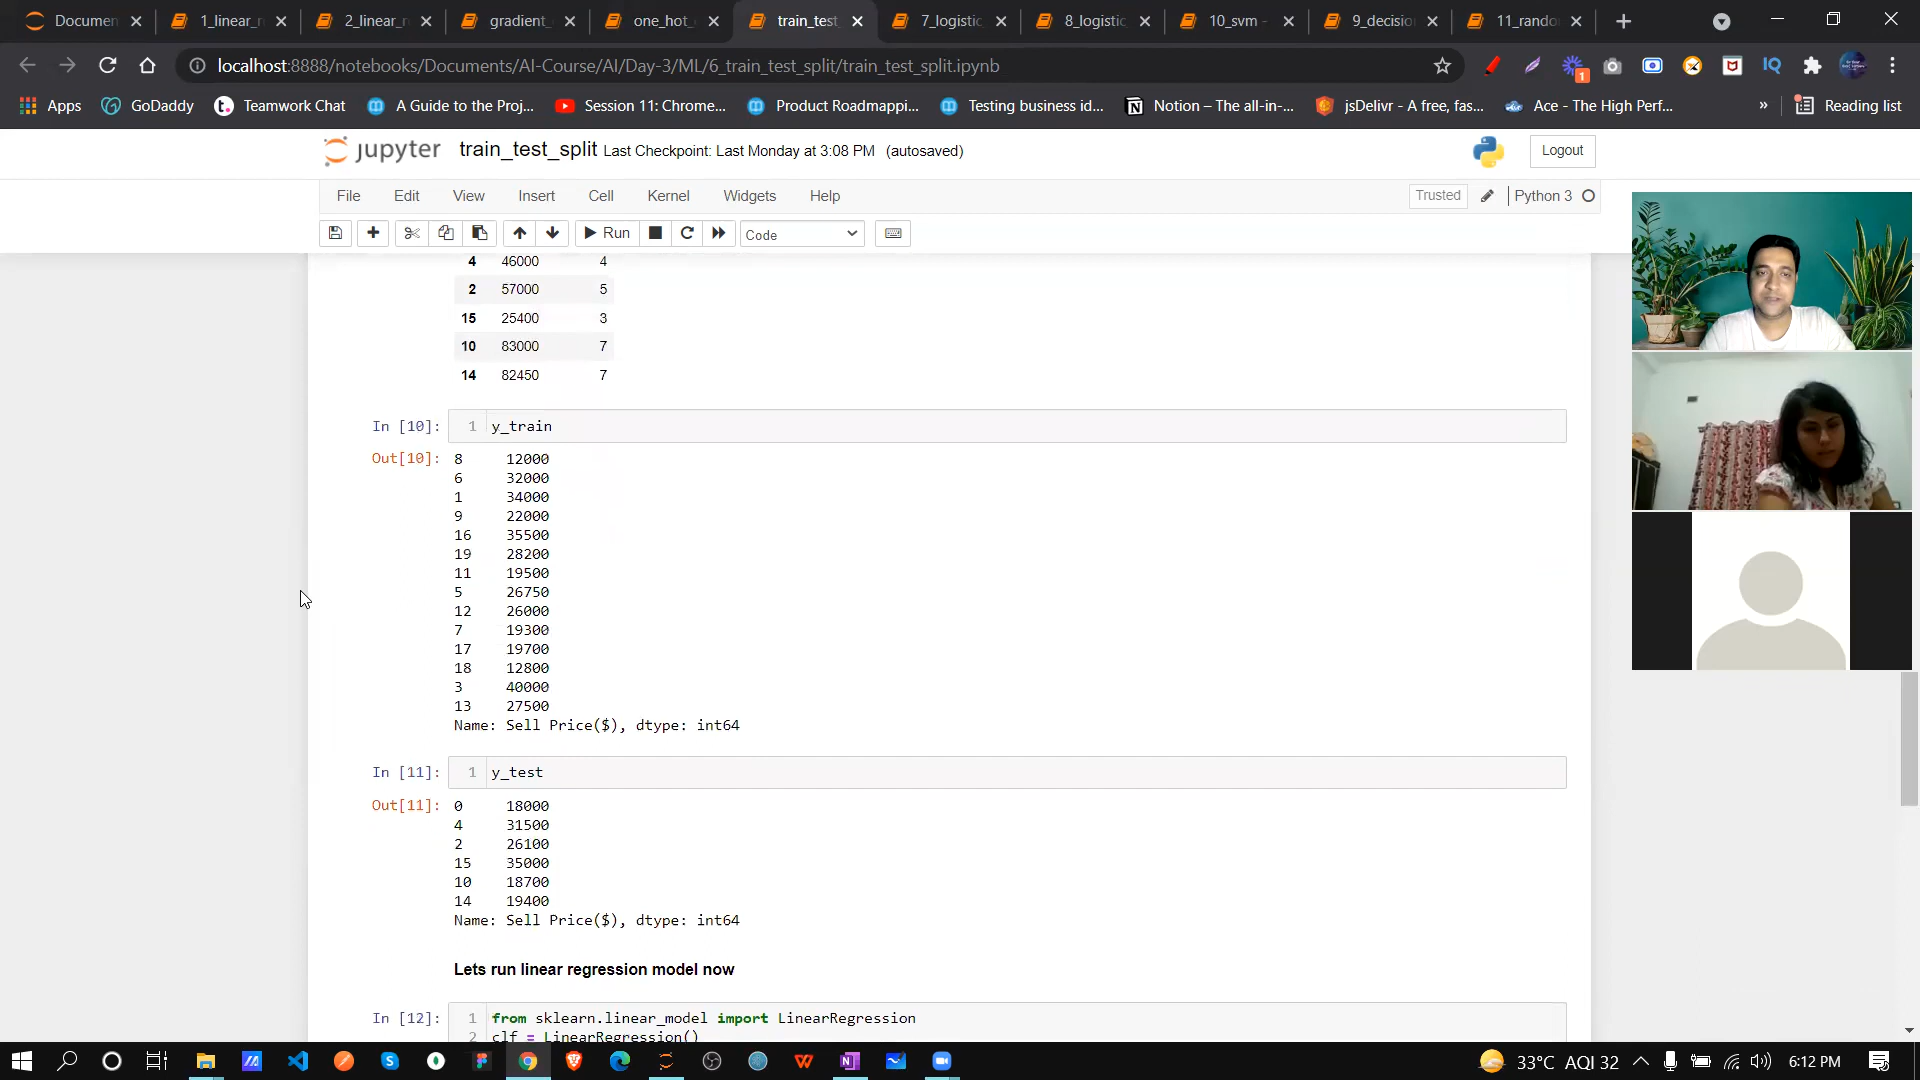 Documen 1_linear_r 2_linear_n gradient_ one_hot_ train_test 7_logistic 8_logistic 10_svm - 9_decisio 11_rando
localhost:8888/notebooks/Documents/AI-Course/AI/Day-3/ML/6_train_test_split/train_test_split.ipynb
1
IQ
Apps GoDaddy Teamwork Chat A Guide to the Proj... Session 11: Chrome... Product Roadmappi... Testing business id... Notion – The all-in-... jsDelivr - A free, fas... Ace - The High Perf... » Reading list
jupyter train_test_split Last Checkpoint: Last Monday at 3:08 PM (autosaved) Logout
File Edit View Insert Cell Kernel Widgets Help Trusted Python 3
Run Code
4 46000 4
2 57000 5
15 25400 3
10 83000 7
14 82450 7
In [10]: 1 y_train
Out[10]: 8 12000
6 32000
1 34000
9 22000
16 35500
19 28200
11 19500
5 26750
12 26000
7 19300
17 19700
18 12800
3 40000
13 27500
Name: Sell Price($), dtype: int64
In [11]: 1 y_test
Out[11]: 0 18000
4 31500
2 26100
15 35000
10 18700
14 19400
Name: Sell Price($), dtype: int64
Lets run linear regression model now
In [12]: 1 from sklearn.linear_model import LinearRegression
2 clf = LinearRegression()
33°C AQI 32 6:12 PM